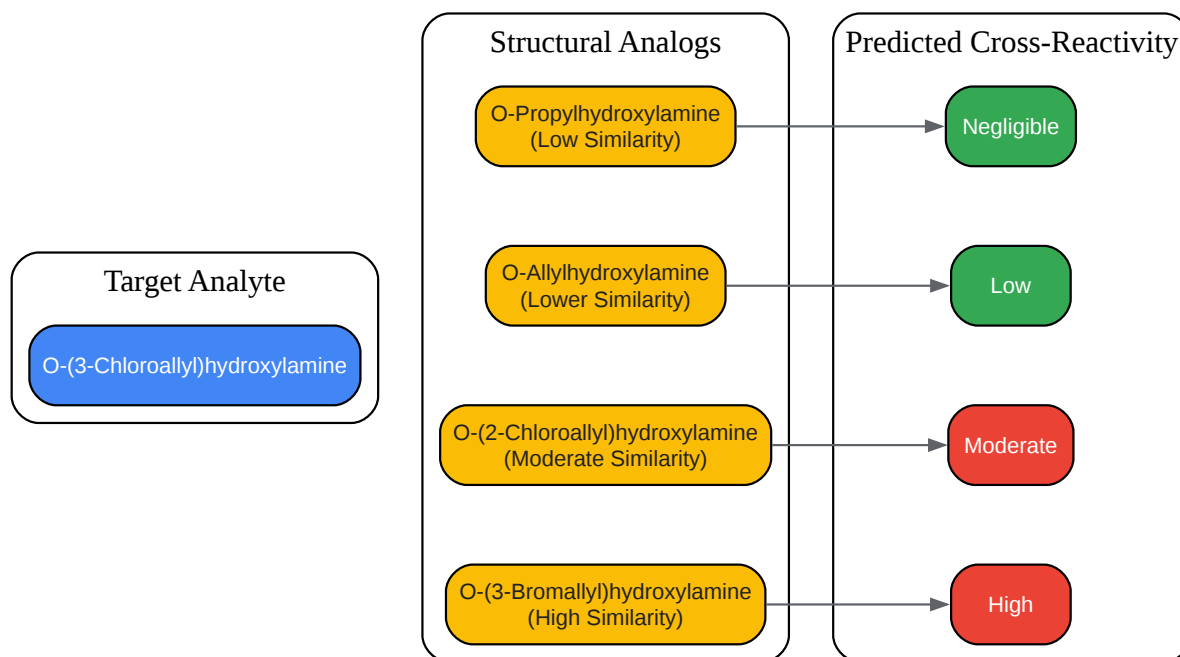 Target Analyte
O-(3-Chloroallyl)hydroxylamine
Structural Analogs
O-Propylhydroxylamine
(Low Similarity)
O-Allylhydroxylamine
(Lower Similarity)
O-(2-Chloroallyl)hydroxylamine
(Moderate Similarity)
O-(3-Bromallyl)hydroxylamine
(High Similarity)
Predicted Cross-Reactivity
Negligible
Low
Moderate
High